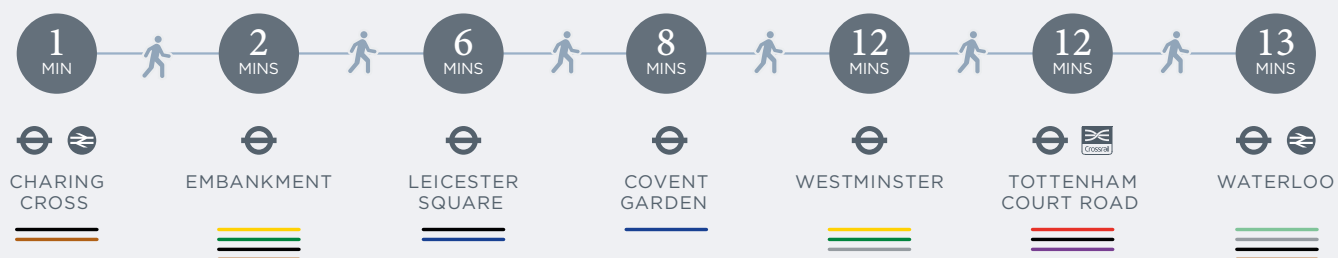 1
MIN
2
MINS
6
MINS
8
MINS
12
MINS
12
MINS
13
MINS
Crossrail
CHARING
CROSS
EMBANKMENT
LEICESTER
SQUARE
COVENT
GARDEN
WESTMINSTER
TOTTENHAM
COURT ROAD
WATERLOO